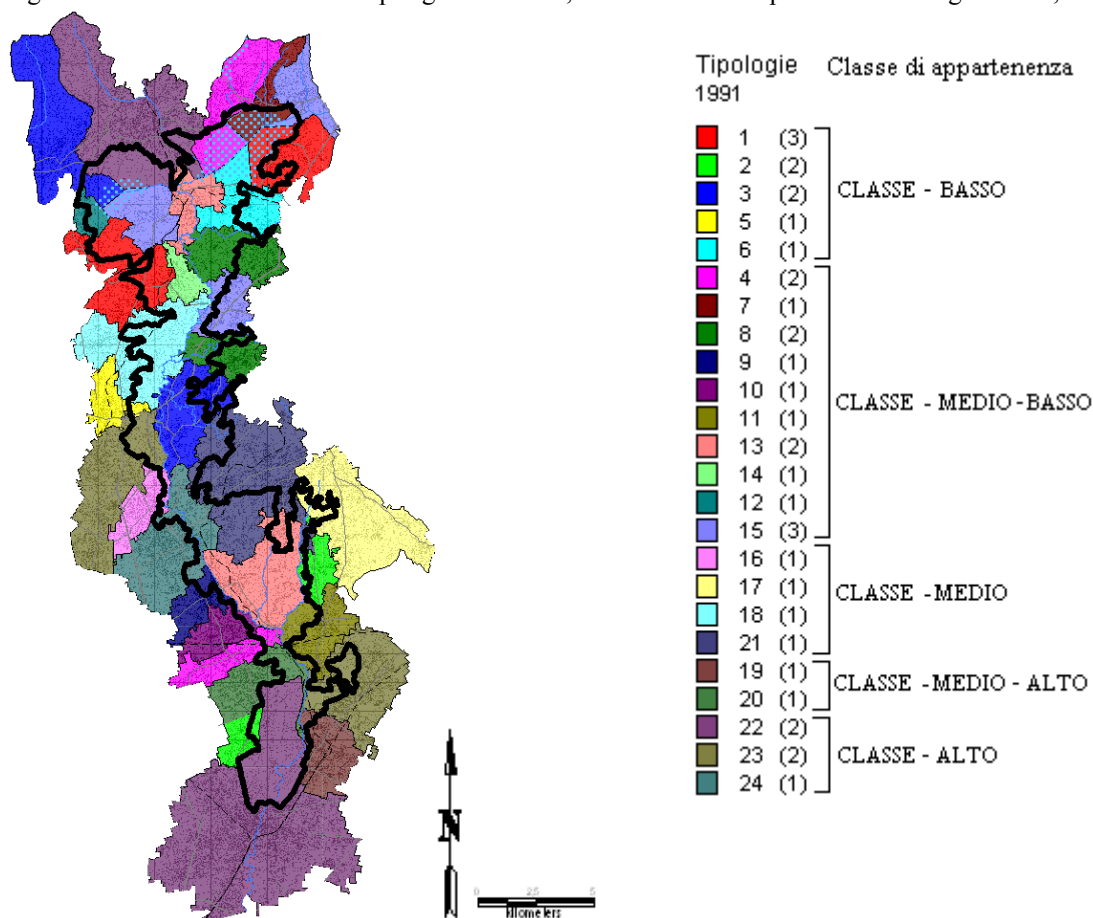 Tipologie Classe di appartenenza
1991
1 (3)
2 (2)
3 (2)
5 (1)
6 (1)
CLASSE - BASSO
4 (2)
7 (1)
8 (2)
9 (1)
10 (1)
11 (1)
13 (2)
14 (1)
12 (1)
15 (3)
CLASSE - MEDIO - BASSO
16 (1)
17 (1)
18 (1)
21 (1)
CLASSE - MEDIO
19 (1)
20 (1)
CLASSE - MEDIO - ALTO
22 (2)
23 (2)
24 (1)
CLASSE - ALTO
N
0 2.5 5
kilometers